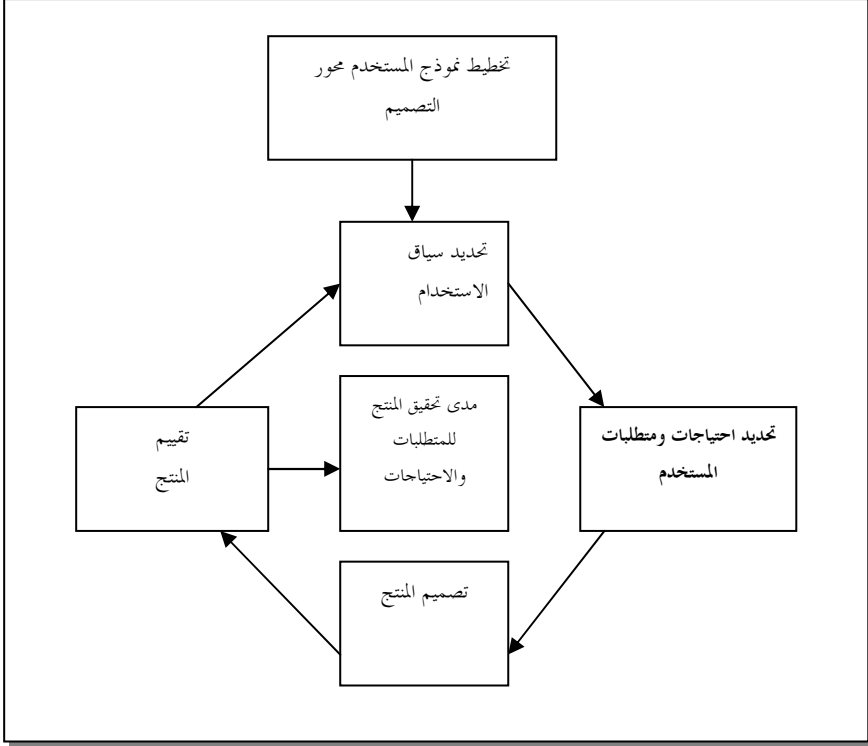 تخطيط نموذج المستخدم محور
التصميم
تحديد سياق
الاستخدام
مدى تحقيق المنتج
للمتطلبات
والاحتياجات
تحديد احتياجات ومتطلبات
المستخدم
تقييم
المنتج
تصميم المنتج